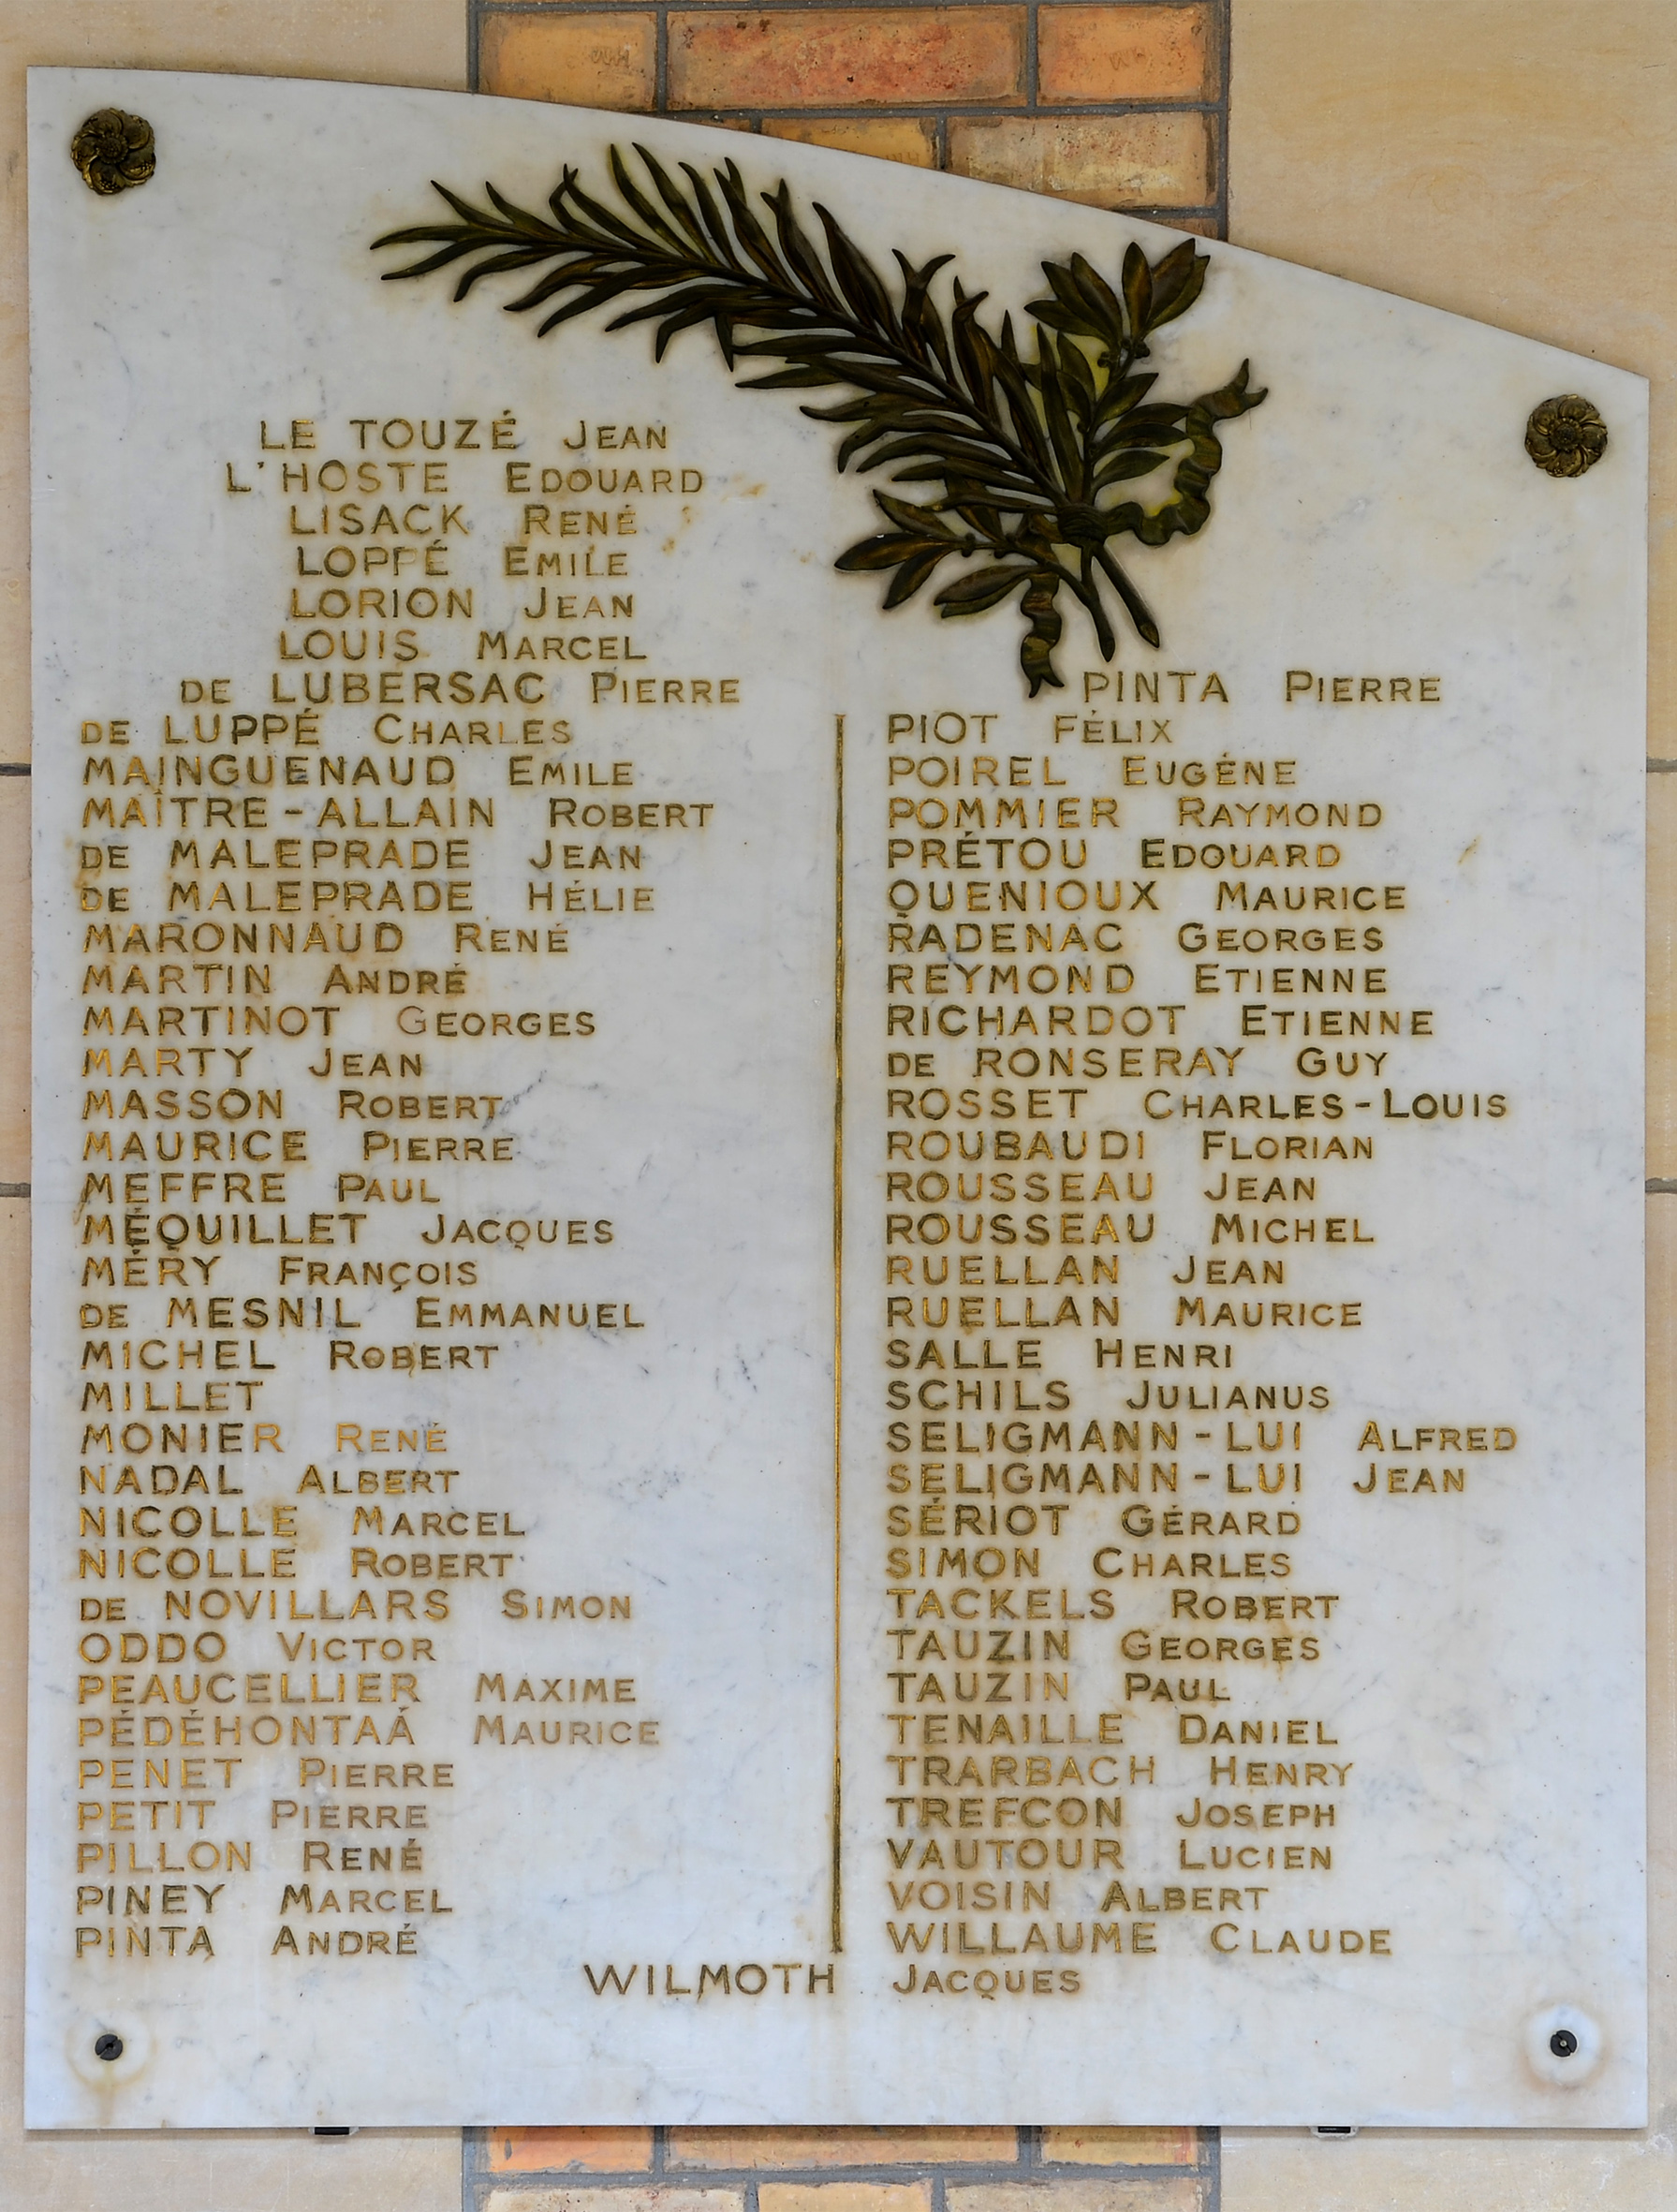 LE TOUZÉ JEAN
L'HOSTE EDOUARD
LISACK RENÉ
LOPPÉ EMILE
LORION JEAN
LOUIS MARCEL
DE LUBERSAC PIERRE
DE LUPPÉ CHARLES
MAINGUENAUD EMILE
MAÎTRE-ALLAIN ROBERT
DE MALEPRADE JEAN
DE MALEPRADE HÉLIE
MARONNAUD RENÉ
MARTIN ANDRÉ
MARTINOT GEORGES
MARTY JEAN
MASSON ROBERT
MAURICE PIERRE
MEFFRE PAUL
MÉQUILLET JACQUES
MÉRY FRANÇOIS
DE MESNIL EMMANUEL
MICHEL ROBERT
MILLET
MONIER RENÉ
NADAL ALBERT
NICOLLE MARCEL
NICOLLE ROBERT
DE NOVILLARS SIMON
ODDO VICTOR
PEAUCELLIER MAXIME
PÉDÉHONTAÁ MAURICE
PENET PIERRE
PETIT PIERRE
PILLON RENÉ
PINEY MARCEL
PINTA ANDRÉ
PINTA PIERRE
PIOT FÉLIX
POIREL EUGÉNE
POMMIER RAYMOND
PRÉTOU EDOUARD
QUENIOUX MAURICE
RADENAC GEORGES
REYMOND ETIENNE
RICHARDOT ETIENNE
DE RONSERAY GUY
ROSSET CHARLES-LOUIS
ROUBAUDI FLORIAN
ROUSSEAU JEAN
ROUSSEAU MICHEL
RUELLAN JEAN
RUELLAN MAURICE
SALLE HENRI
SCHILS JULIANUS
SELIGMANN-LUI ALFRED
SELIGMANN-LUI JEAN
SÉRIOT GÉRARD
SIMON CHARLES
TACKELS ROBERT
TAUZIN GEORGES
TAUZIN PAUL
TENAILLE DANIEL
TRARBACH HENRY
TREFCON JOSEPH
VAUTOUR LUCIEN
VOISIN ALBERT
WILLAUME CLAUDE
WILMOTH JACQUES